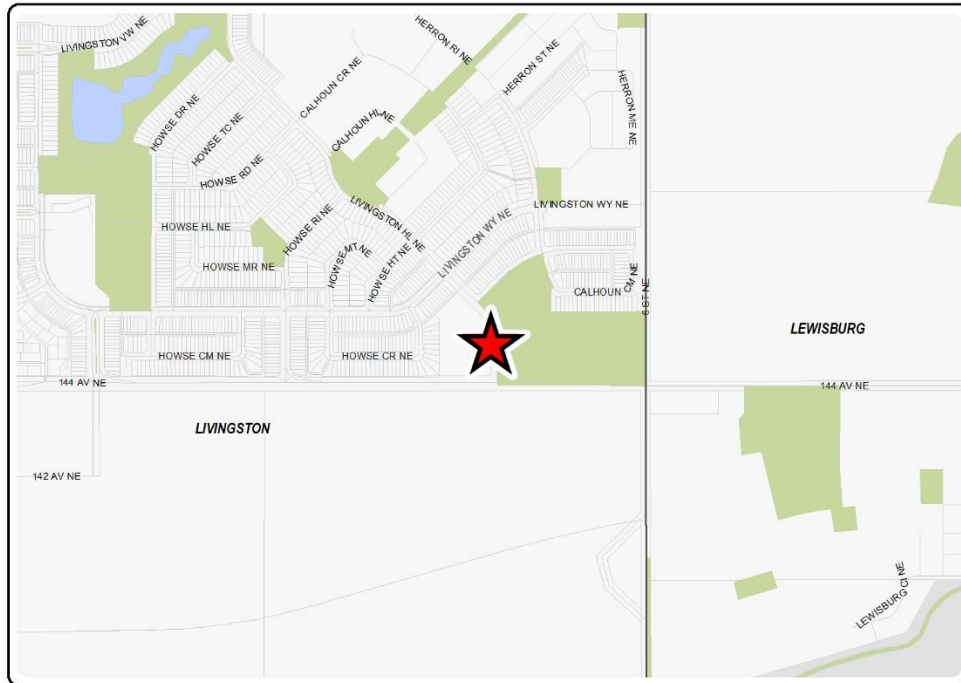 LIVINGSTON VW NE
HERRON RI NE
HERRON ST NE
HERRON ME NE
CALHOUN CR NE
CALHOUN HL NE
HOWSE DR NE
HOWSE TC NE
HOWSE RD NE
LIVINGSTON WY NE
HOWSE HL NE
HOWSE RI NE
LIVINGSTON HL NE
LIVINGSTON WY NE
HOWSE MR NE
HOWSE MT NE
HOWSE HT NE
CALHOUN CM NE
6 ST NE
LEWISBURG
HOWSE CM NE
HOWSE CR NE
144 AV NE
144 AV NE
LIVINGSTON
142 AV NE
LEWISBURG CI NE